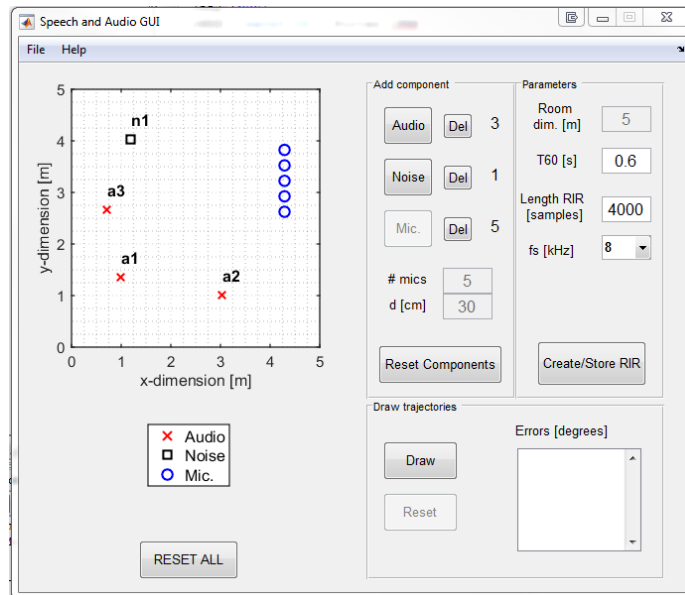 Speech and Audio GUI
File Help
5
4
3
2
1
0
y-dimension [m]
n1
a3
a1
a2
0 1 2 3 4 5
x-dimension [m]
Audio
Noise
Mic.
RESET ALL
Add component
Audio Del 3
Noise Del 1
Mic. Del 5
# mics 5
d [cm] 30
Reset Components
Parameters
Room
dim. [m] 5
T60 [s] 0.6
Length RIR
[samples] 4000
fs [kHz] 8
Create/Store RIR
Draw trajectories
Draw
Reset
Errors [degrees]